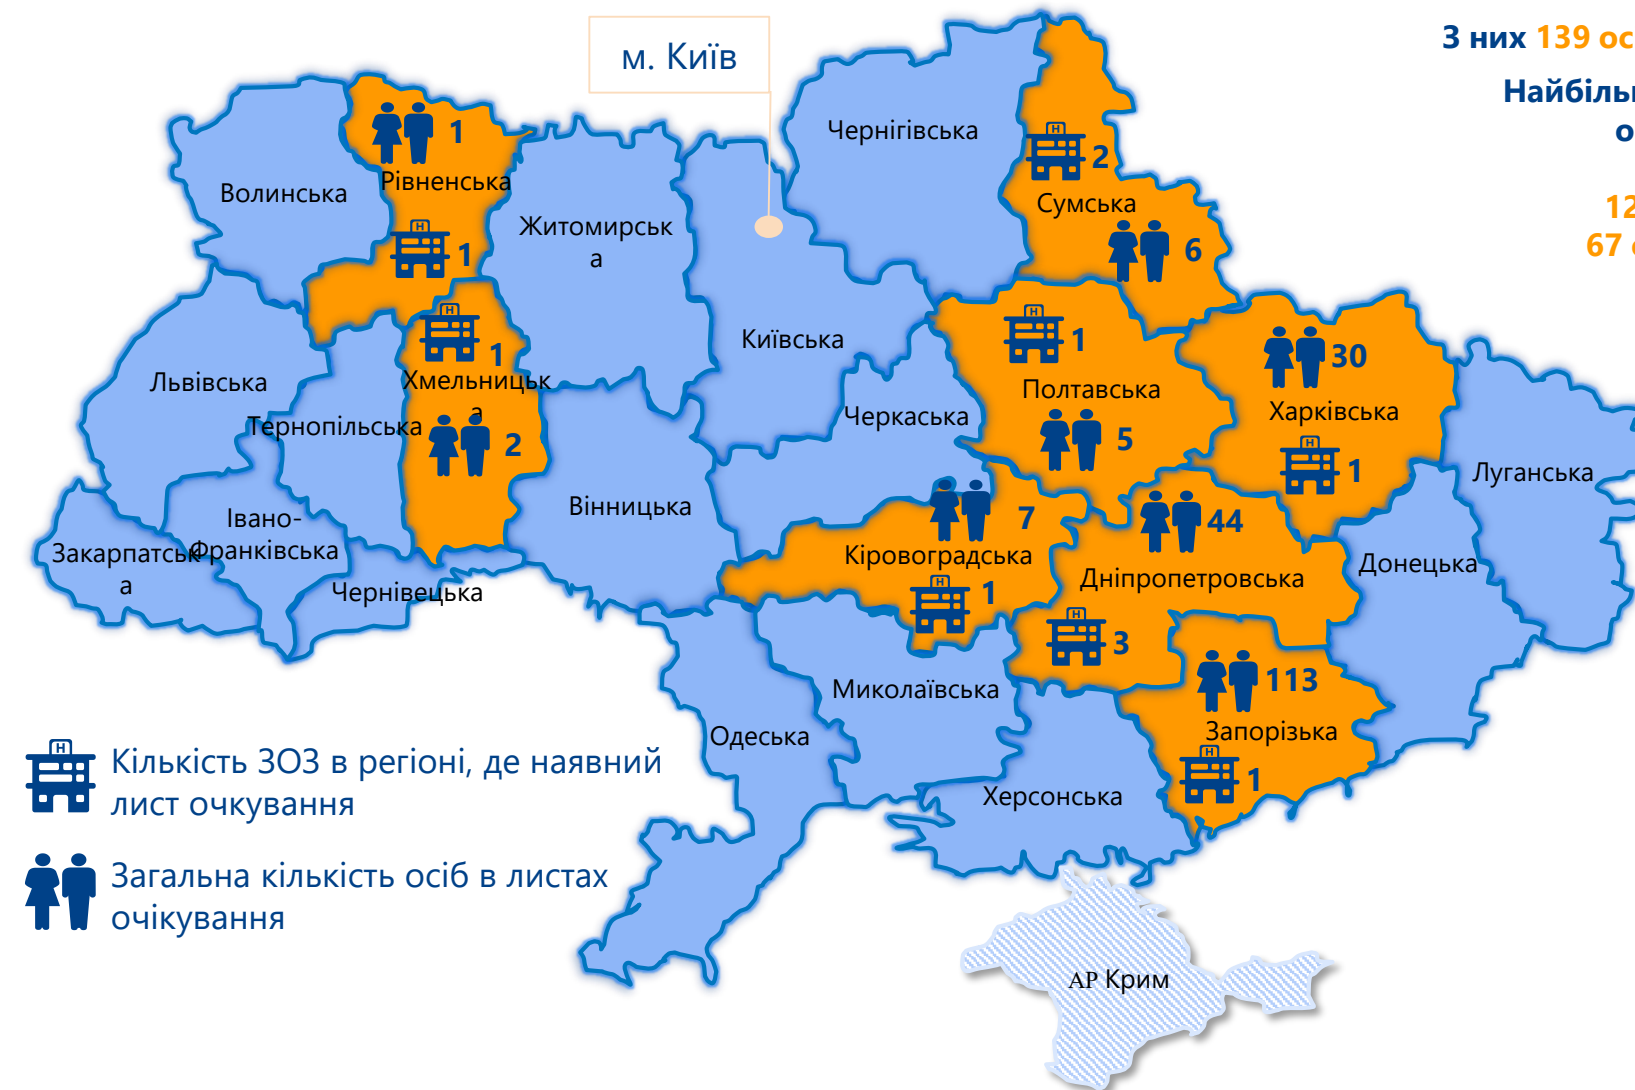 м. Київ
З них 139 ос
Найбіль
о
12
67
Чернігівська
2
Сумська
6
1
Рівненська
1
Волинська
Житомирськ
а
1
Хмельницьк
а
2
Київська
1
Полтавська
5
30
Харківська
1
Львівська
Тернопільська
Черкаська
Луганська
Вінницька
7
Кіровоградська
1
44
Дніпропетровська
3
Донецька
Івано-
Франківська
Закарпатськ
а
Чернівецька
113
Запорізька
1
Миколаївська
Одеська
Херсонська
Кількість ЗОЗ в регіоні, де наявний
лист очкування
Загальна кількість осіб в листах
очікування
АР Крим
H
H
H
H
H
H
H
H
H